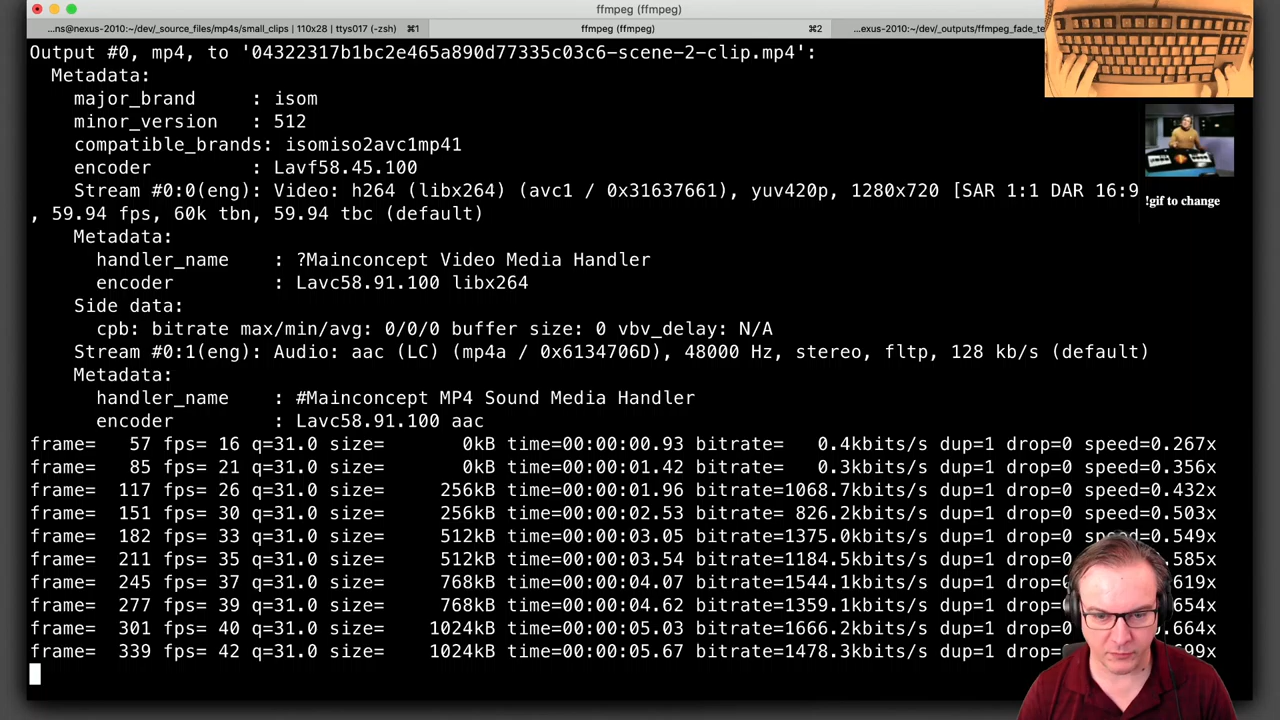 ffmpeg (ffmpeg)
...ns@nexus-2010:~/dev/_source_files/mp4s/small_clips | 110x28 | ttys017 (-zsh) ⌘1
ffmpeg (ffmpeg) ⌘2
...exus-2010:~/dev/_outputs/ffmpeg_fade_te
Output #0, mp4, to '04322317b1bc2e465a890d77335c03c6-scene-2-clip.mp4':
Metadata:
major_brand : isom
minor_version : 512
compatible_brands: isomiso2avc1mp41
encoder : Lavf58.45.100
Stream #0:0(eng): Video: h264 (libx264) (avc1 / 0x31637661), yuv420p, 1280x720 [SAR 1:1 DAR 16:9
!gif to change
, 59.94 fps, 60k tbn, 59.94 tbc (default)
Metadata:
handler_name : ?Mainconcept Video Media Handler
encoder : Lavc58.91.100 libx264
Side data:
cpb: bitrate max/min/avg: 0/0/0 buffer size: 0 vbv_delay: N/A
Stream #0:1(eng): Audio: aac (LC) (mp4a / 0x6134706D), 48000 Hz, stereo, fltp, 128 kb/s (default)
Metadata:
handler_name : #Mainconcept MP4 Sound Media Handler
encoder : Lavc58.91.100 aac
frame= 57 fps= 16 q=31.0 size= 0kB time=00:00:00.93 bitrate= 0.4kbits/s dup=1 drop=0 speed=0.267x
frame= 85 fps= 21 q=31.0 size= 0kB time=00:00:01.42 bitrate= 0.3kbits/s dup=1 drop=0 speed=0.356x
frame= 117 fps= 26 q=31.0 size= 256kB time=00:00:01.96 bitrate=1068.7kbits/s dup=1 drop=0 speed=0.432x
frame= 151 fps= 30 q=31.0 size= 256kB time=00:00:02.53 bitrate= 826.2kbits/s dup=1 drop=0 speed=0.503x
frame= 182 fps= 33 q=31.0 size= 512kB time=00:00:03.05 bitrate=1375.0kbits/s dup=1 drop=0 speed=0.549x
frame= 211 fps= 35 q=31.0 size= 512kB time=00:00:03.54 bitrate=1184.5kbits/s dup=1 drop=0 .585x
frame= 245 fps= 37 q=31.0 size= 768kB time=00:00:04.07 bitrate=1544.1kbits/s dup=1 drop= .619x
frame= 277 fps= 39 q=31.0 size= 768kB time=00:00:04.62 bitrate=1359.1kbits/s dup=1 drop= .654x
frame= 301 fps= 40 q=31.0 size= 1024kB time=00:00:05.03 bitrate=1666.2kbits/s dup=1 drop= .664x
frame= 339 fps= 42 q=31.0 size= 1024kB time=00:00:05.67 bitrate=1478.3kbits/s dup=1 drop= .699x